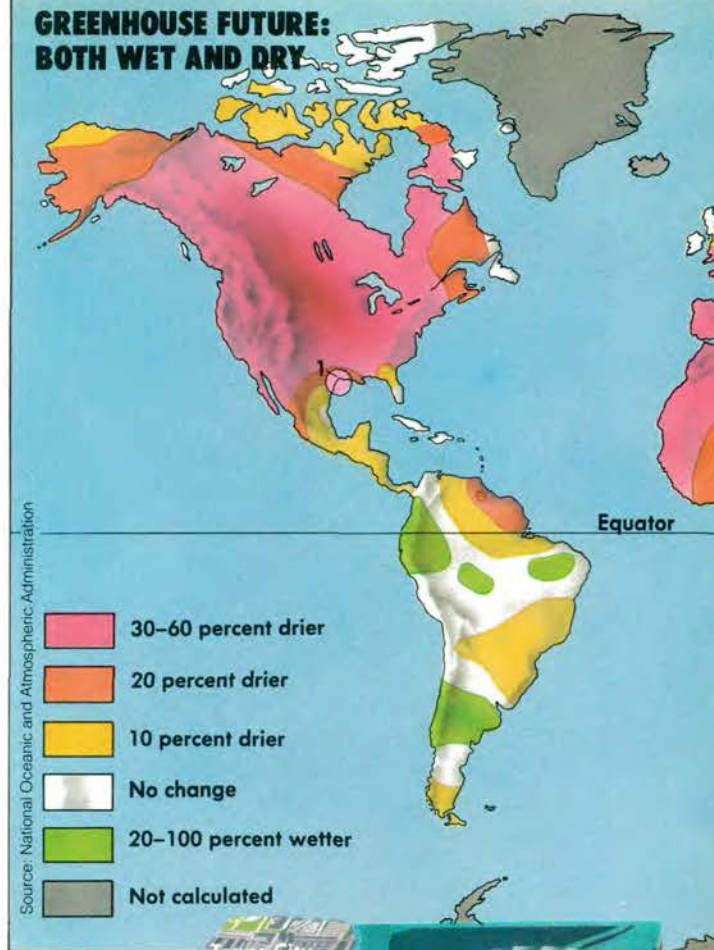 GREENHOUSE FUTURE:
BOTH WET AND DRY
1
Equator
30–60 percent drier
20 percent drier
10 percent drier
No change
20–100 percent wetter
Not calculated
Source: National Oceanic and Atmospheric Administration